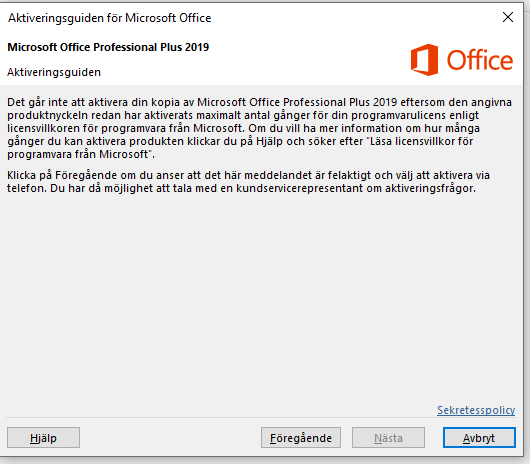 Aktiveringsguiden för Microsoft Office
Microsoft Office Professional Plus 2019
Aktiveringsguiden
Office
Det går inte att aktivera din kopia av Microsoft Office Professional Plus 2019 eftersom den angivna
produktnyckeln redan har aktiverats maximalt antal gånger för din programvarulicens enligt
licensvillkoren för programvara från Microsoft. Om du vill ha mer information om hur många
gånger du kan aktivera produkten klickar du på Hjälp och söker efter "Läsa licensvillkor för
programvara från Microsoft".
Klicka på Föregående om du anser att det här meddelandet är felaktigt och välj att aktivera via
telefon. Du har då möjlighet att tala med en kundservicerepresentant om aktiveringsfrågor.
Sekretesspolicy
Hjälp
Föregående
Nästa
Avbryt